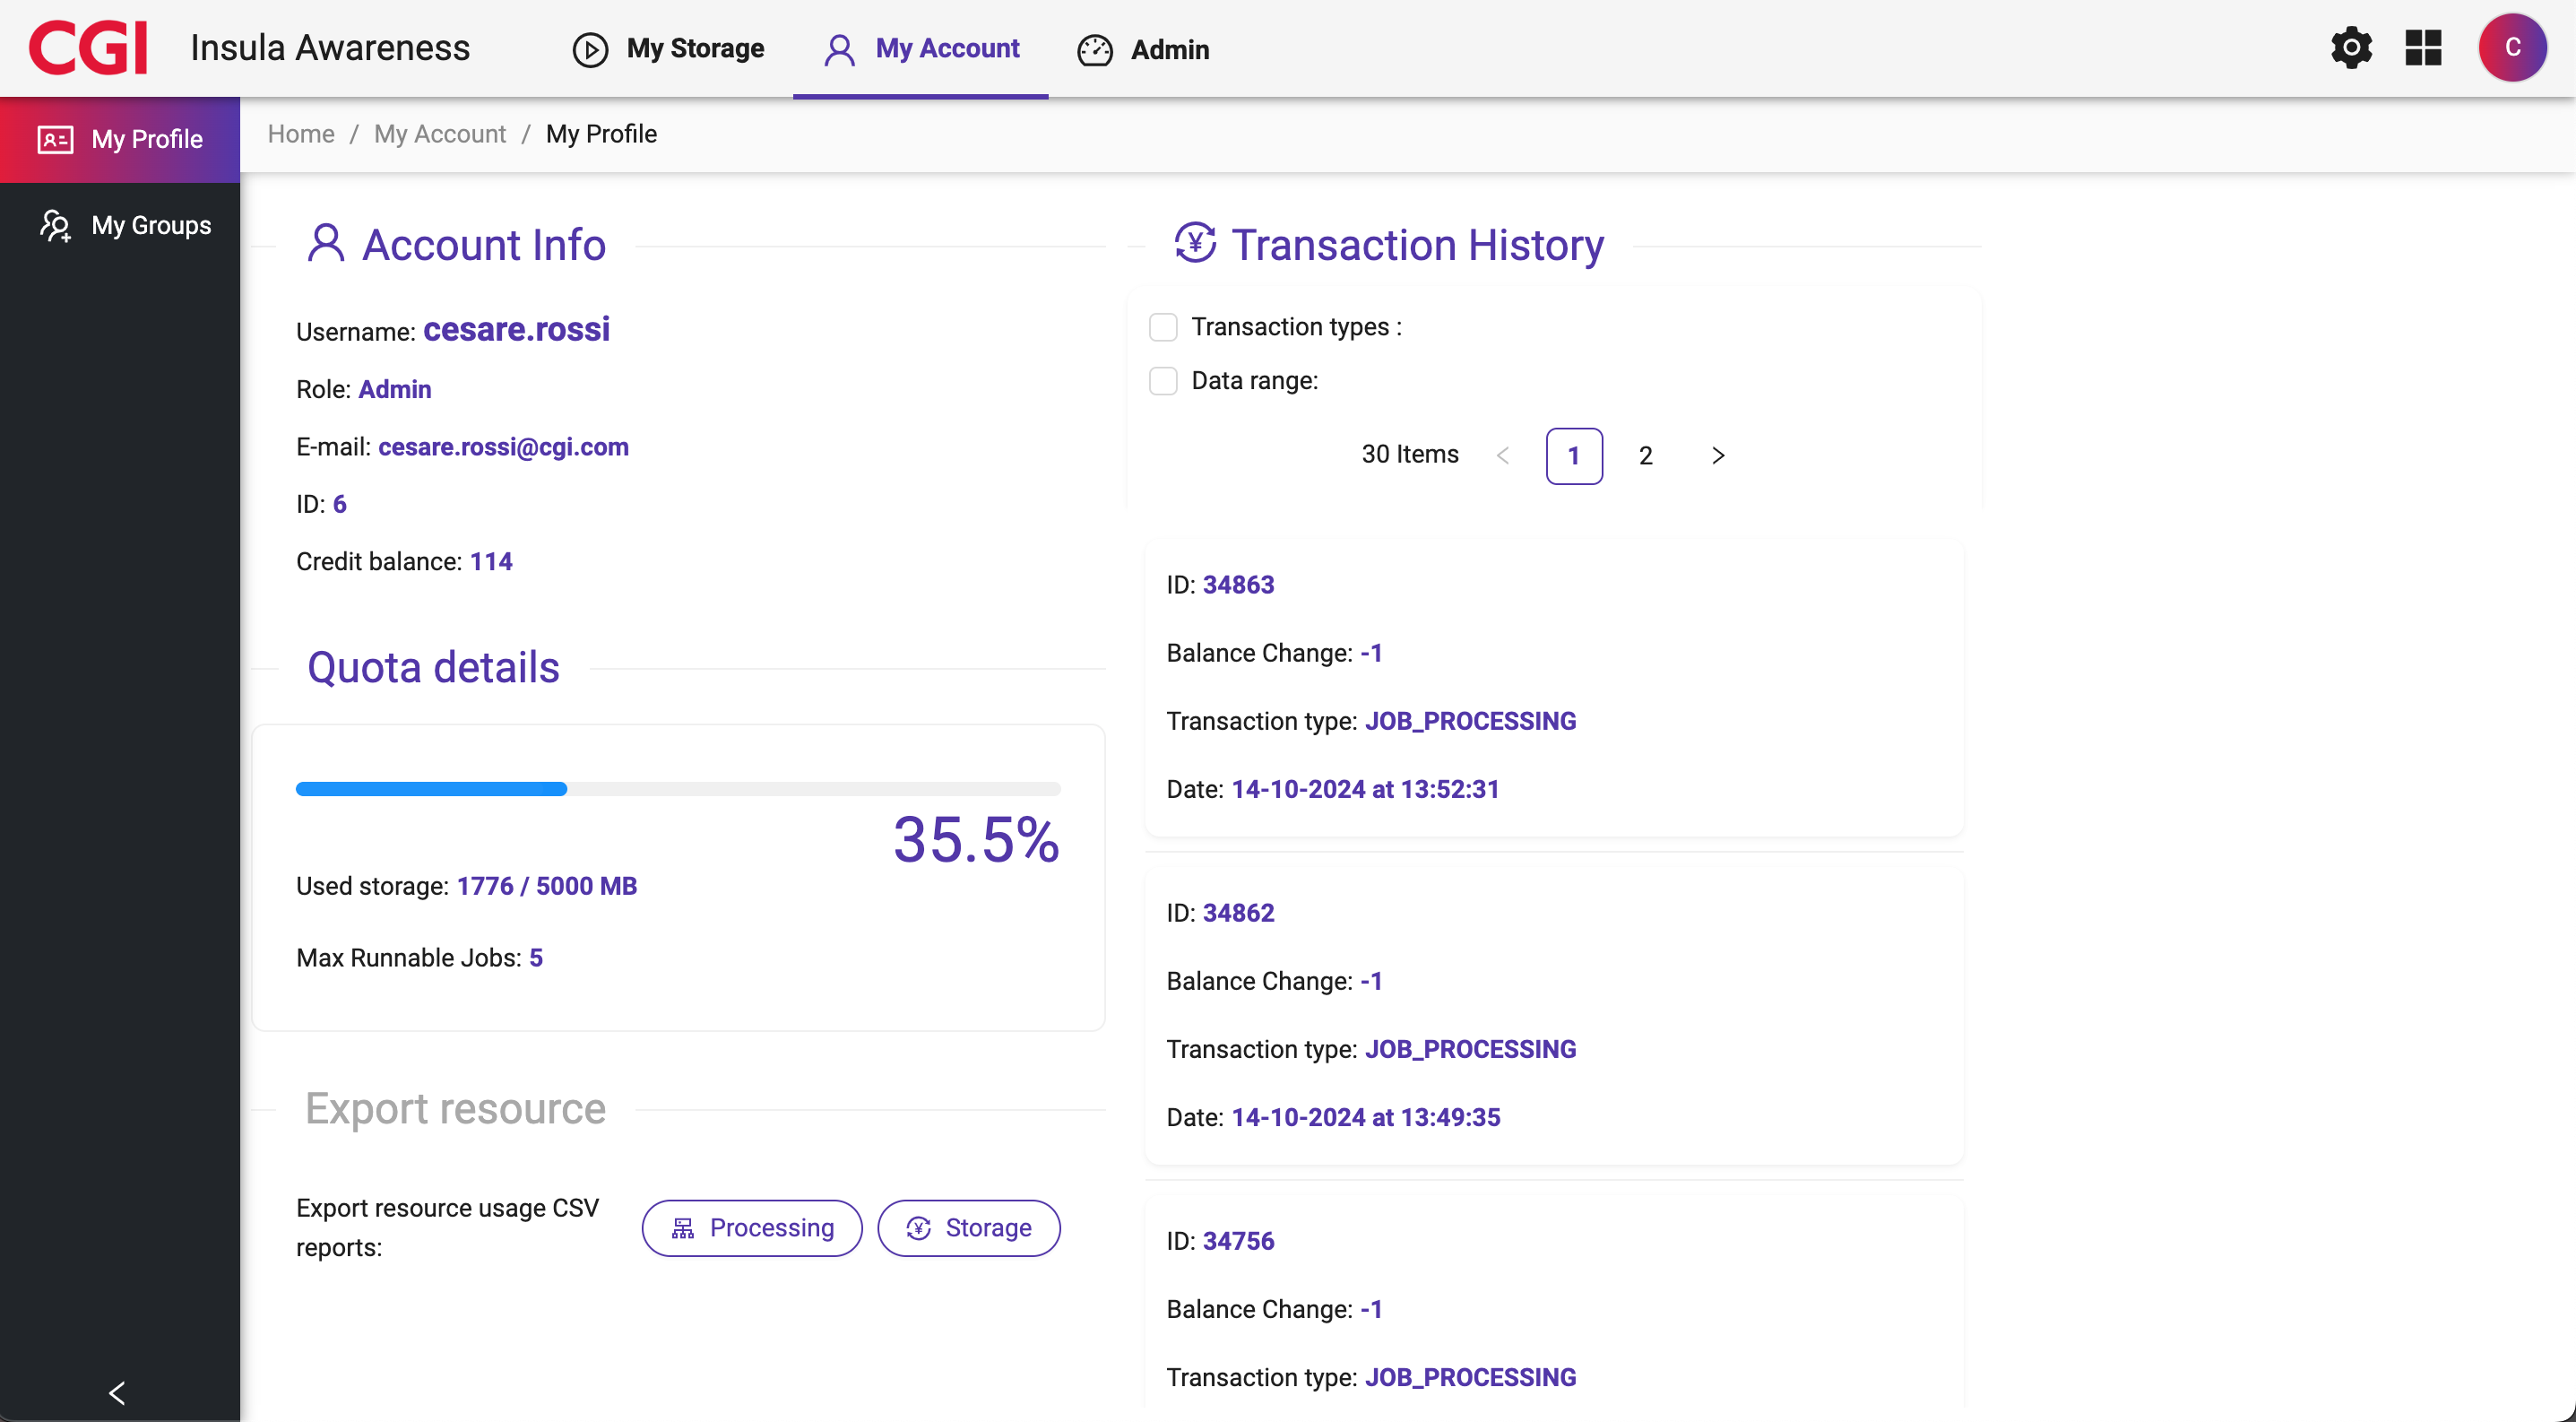 CGI Insula Awareness My Storage My Account Admin C
My Profile
My Groups
Home / My Account / My Profile
Account Info
Username: cesare.rossi
Role: Admin
E-mail: cesare.rossi@cgi.com
ID: 6
Credit balance: 114
Quota details
35.5%
Used storage: 1776 / 5000 MB
Max Runnable Jobs: 5
Export resource
Export resource usage CSV
reports:
Processing Storage
Transaction History
Transaction types :
Data range:
30 Items < 1 2 >
ID: 34863
Balance Change: -1
Transaction type: JOB_PROCESSING
Date: 14-10-2024 at 13:52:31
ID: 34862
Balance Change: -1
Transaction type: JOB_PROCESSING
Date: 14-10-2024 at 13:49:35
ID: 34756
Balance Change: -1
Transaction type: JOB_PROCESSING